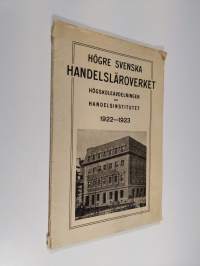 HÖGRE SVENSKA
HANDELSLÄROVERKET
HÖGSKOLEAVDELNINGEN
OCH
HANDELSINSTITUTET
1922—1923